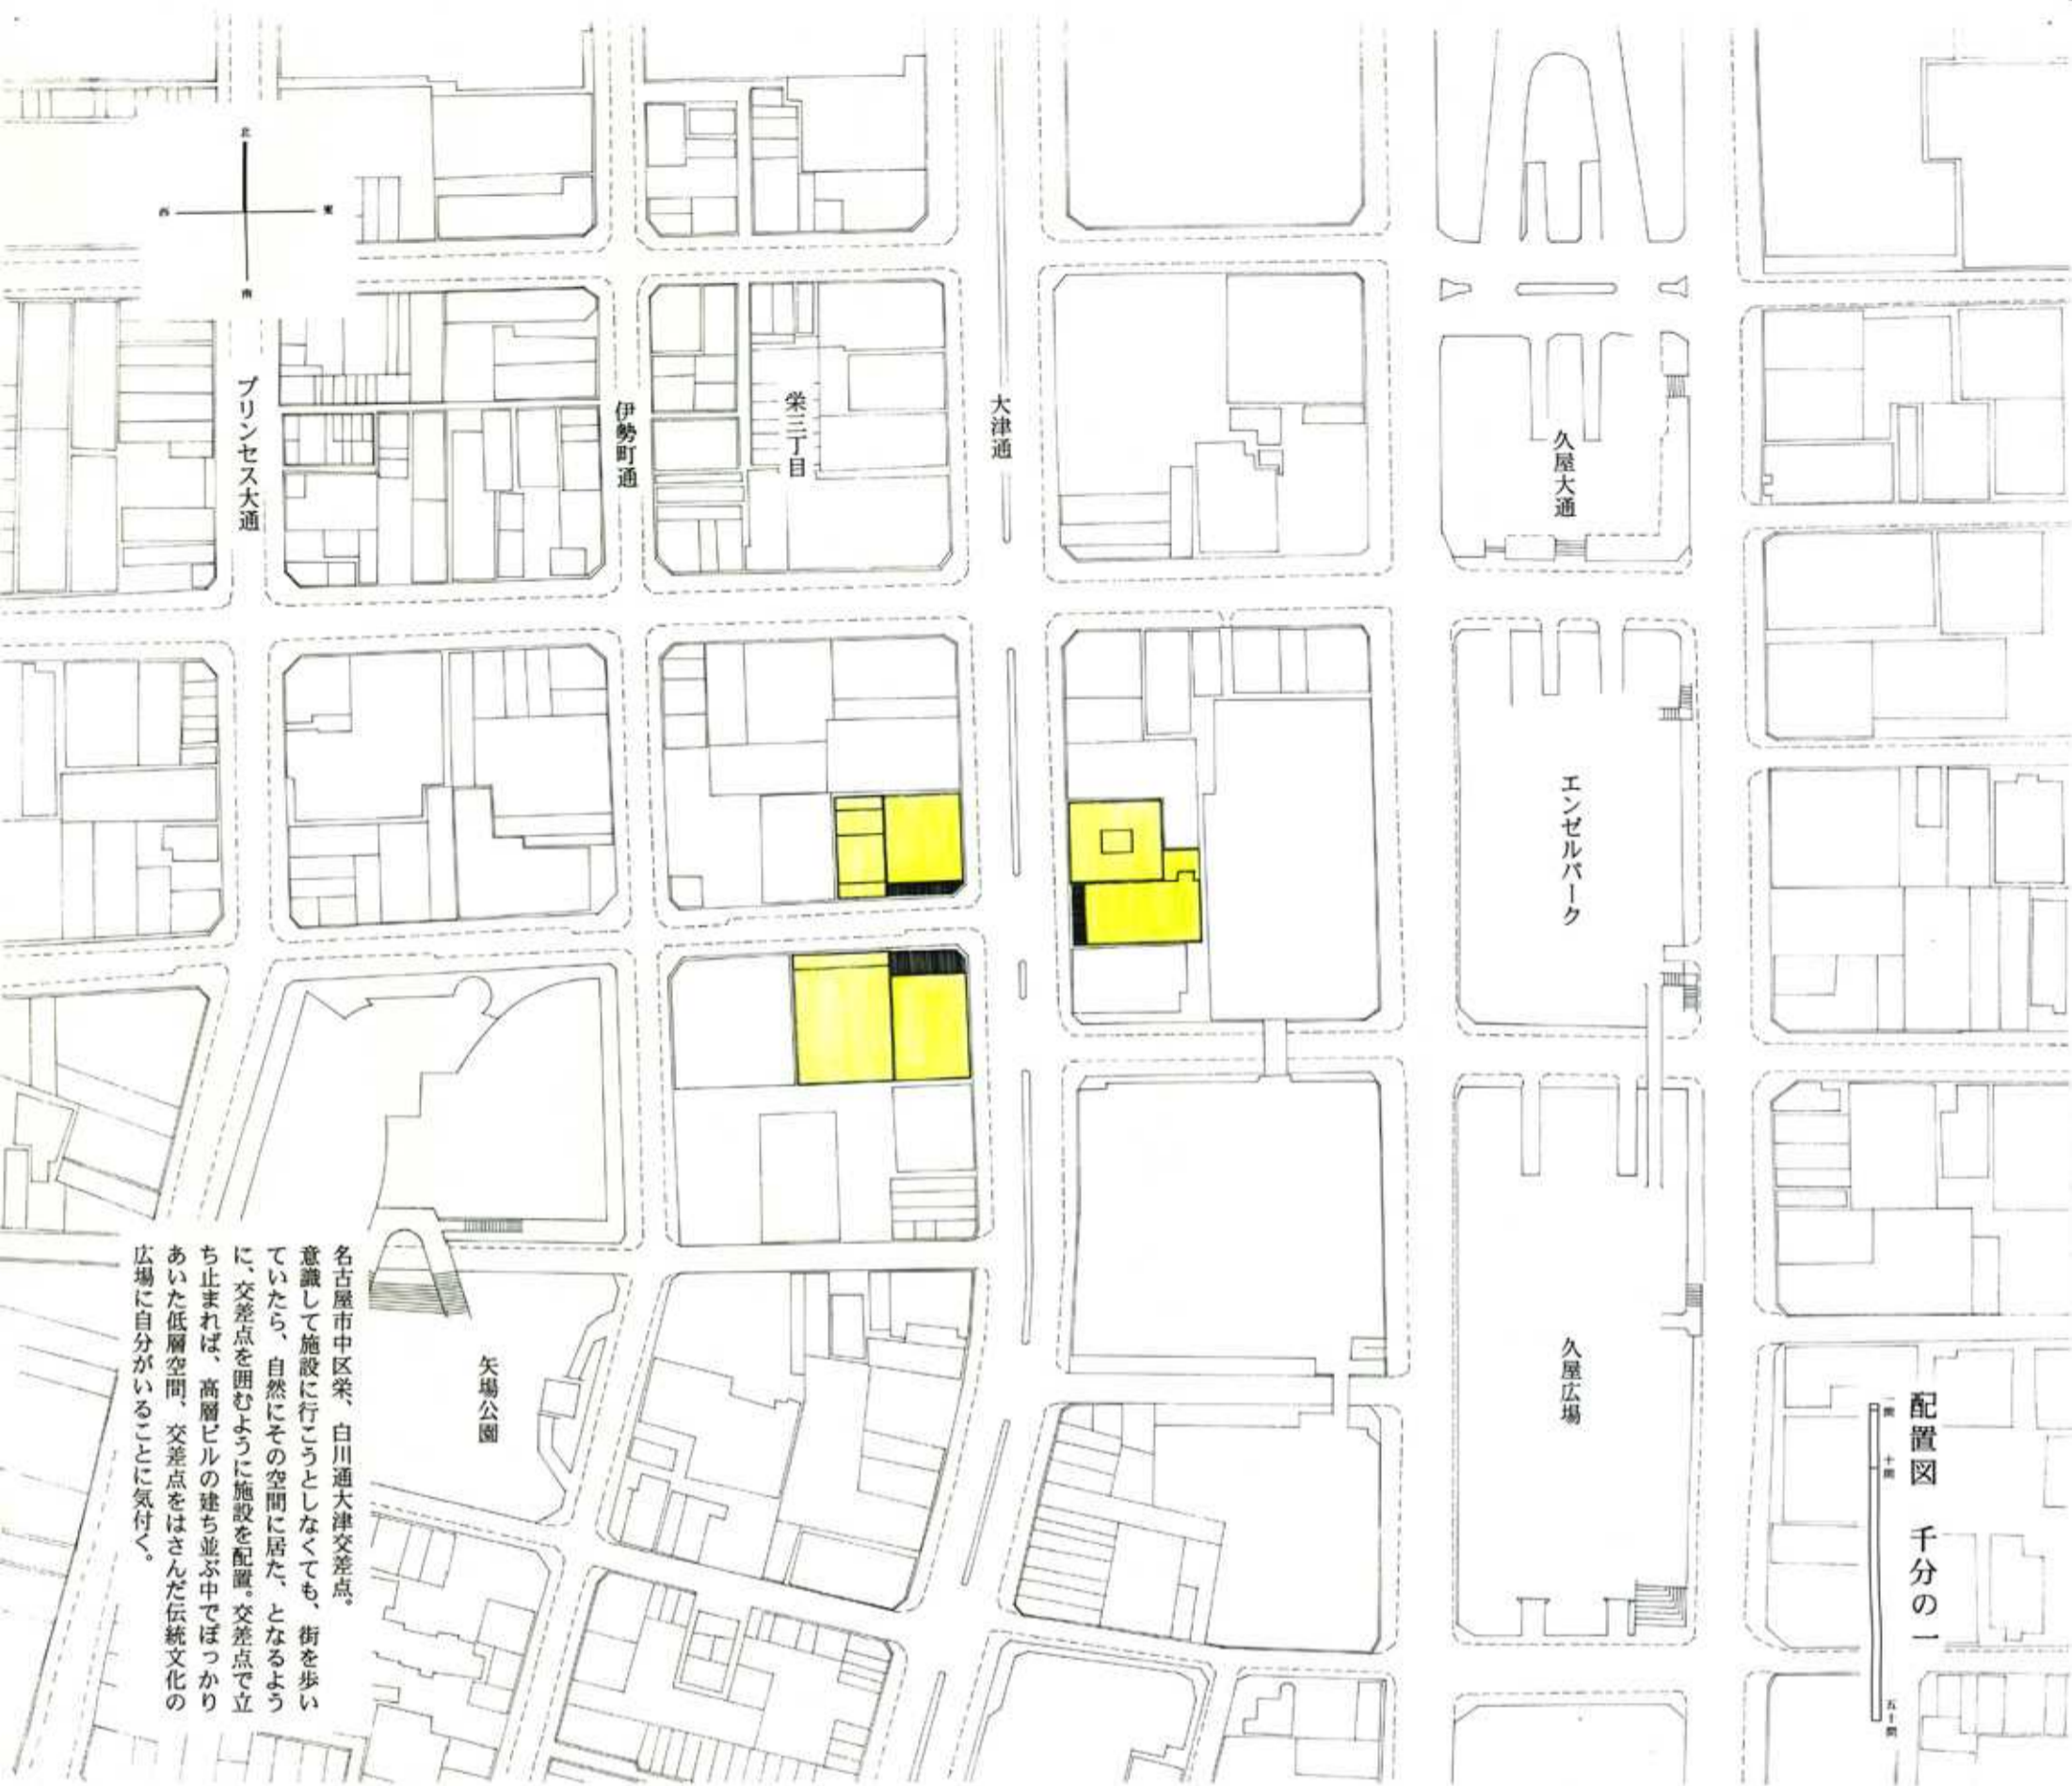 北
西
東
南
プリンセス大通
伊勢町通
栄三丁目
大津通
久屋大通
エンゼルパーク
久屋広場
矢場公園
配置図 千分の一
一間
十間
五十間
名古屋市中区栄、白川通大津交差点。
意識して施設に行こうとしなくても、街を歩い
ていたら、自然にその空間に居た、となるよう
に、交差点を囲むように施設を配置。交差点で立
ち止まれば、高層ビルの建ち並ぶ中でぽっかり
あいた低層空間、交差点をはさんだ伝統文化の
広場に自分がいることに気付く。